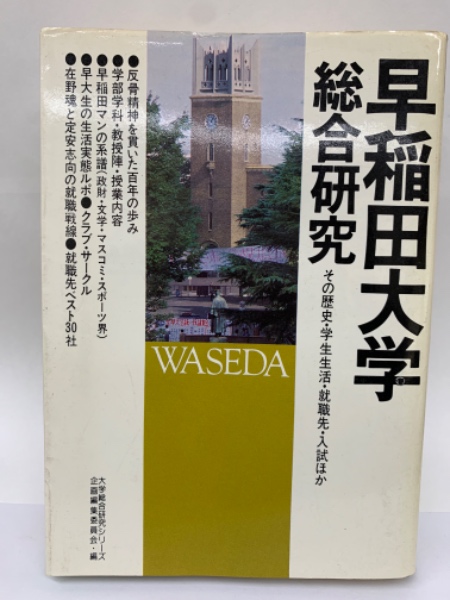 早稲田大学
総合研究
その歴史・学生生活・就職先・入試ほか
WASEDA
●反骨精神を貫いた百年の歩み
●学部学科・教授陣・授業内容
●早稲田マンの系譜(政財・文学・マスコミ・スポーツ界)
●早大生の生活実態ルポ●クラブ・サークル
●在野魂と定安志向の就職戦線●就職先ベスト30社
大学総合研究シリーズ
企画編集委員会・編